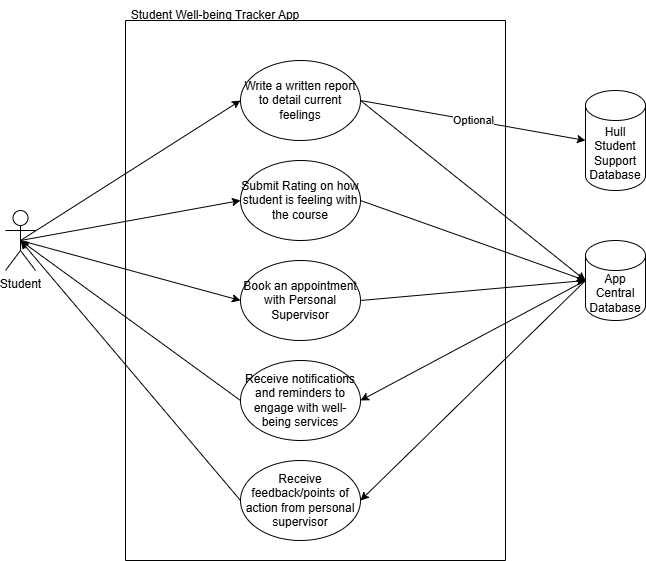 Student Well-being Tracker App
Write a written report
to detail current
feelings
Optional
Hull
Student
Support
Database
Submit Rating on how
student is feeling with
the course
Student
Book an appointment
with Personal
Supervisor
App
Central
Database
Receive notifications
and reminders to
engage with well-
being services
Receive
feedback/points of
action from personal
supervisor